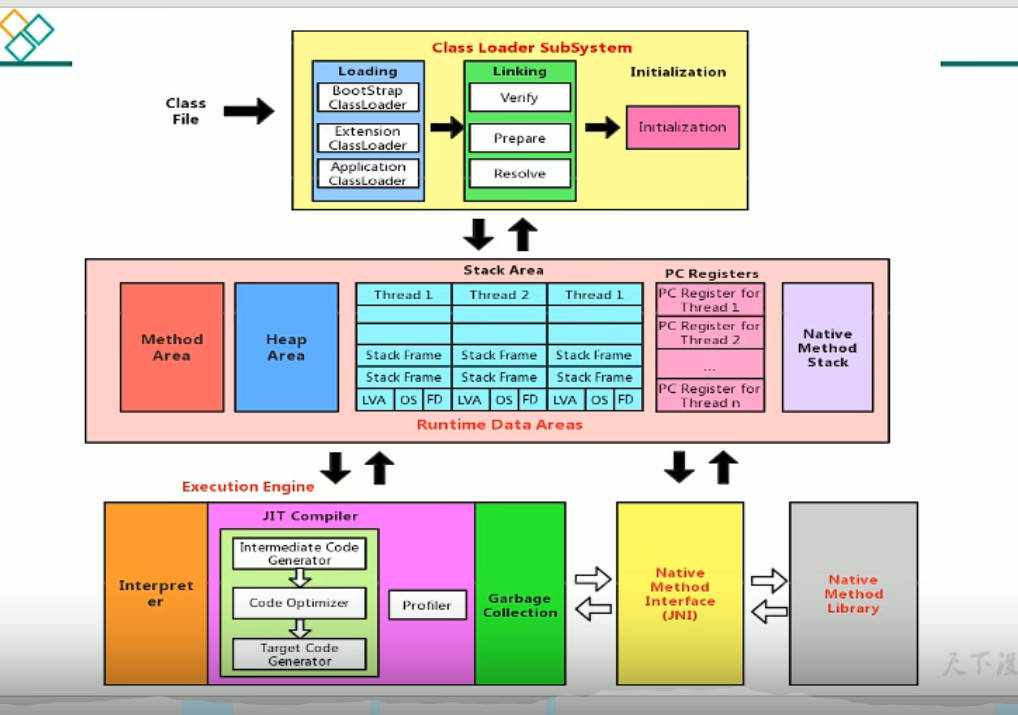 Class Loader SubSystem
Class
File
Loading
BootStrap
ClassLoader
Extension
ClassLoader
Application
ClassLoader
Linking
Verify
Prepare
Resolve
Initialization
Initialization
Method
Area
Heap
Area
Stack Area
Thread 1
Thread 2
Thread 1
Stack Frame
Stack Frame
Stack Frame
Stack Frame
Stack Frame
Stack Frame
LVA
OS
FD
LVA
OS
FD
LVA
OS
FD
PC Registers
PC Register for
Thread 1
PC Register for
Thread 2
...
PC Register for
Thread n
Native
Method
Stack
Runtime Data Areas
Execution Engine
Interpret
er
JIT Compiler
Intermediate Code
Generator
Code Optimizer
Target Code
Generator
Profiler
Garbage
Collection
Native
Method
Interface
(JNI)
Native
Method
Library
天下